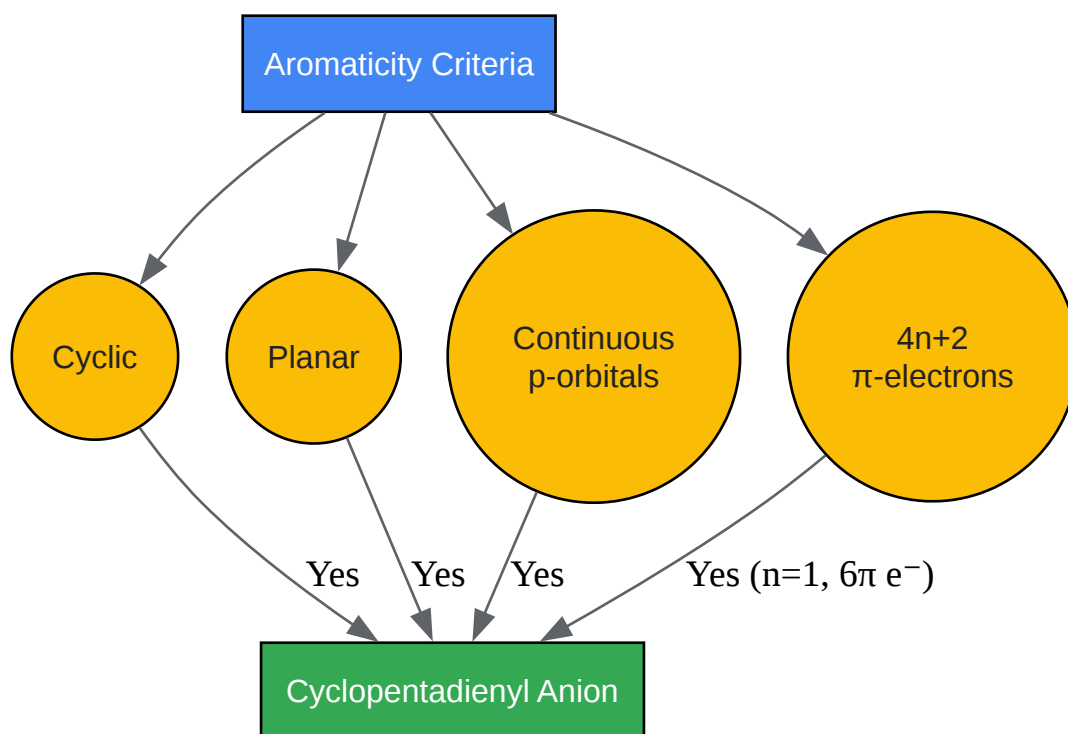 Aromaticity Criteria
Cyclic
Planar
Continuous
p-orbitals
4n+2
π-electrons
Yes
Yes
Yes
Yes (n=1, 6π e⁻)
Cyclopentadienyl Anion